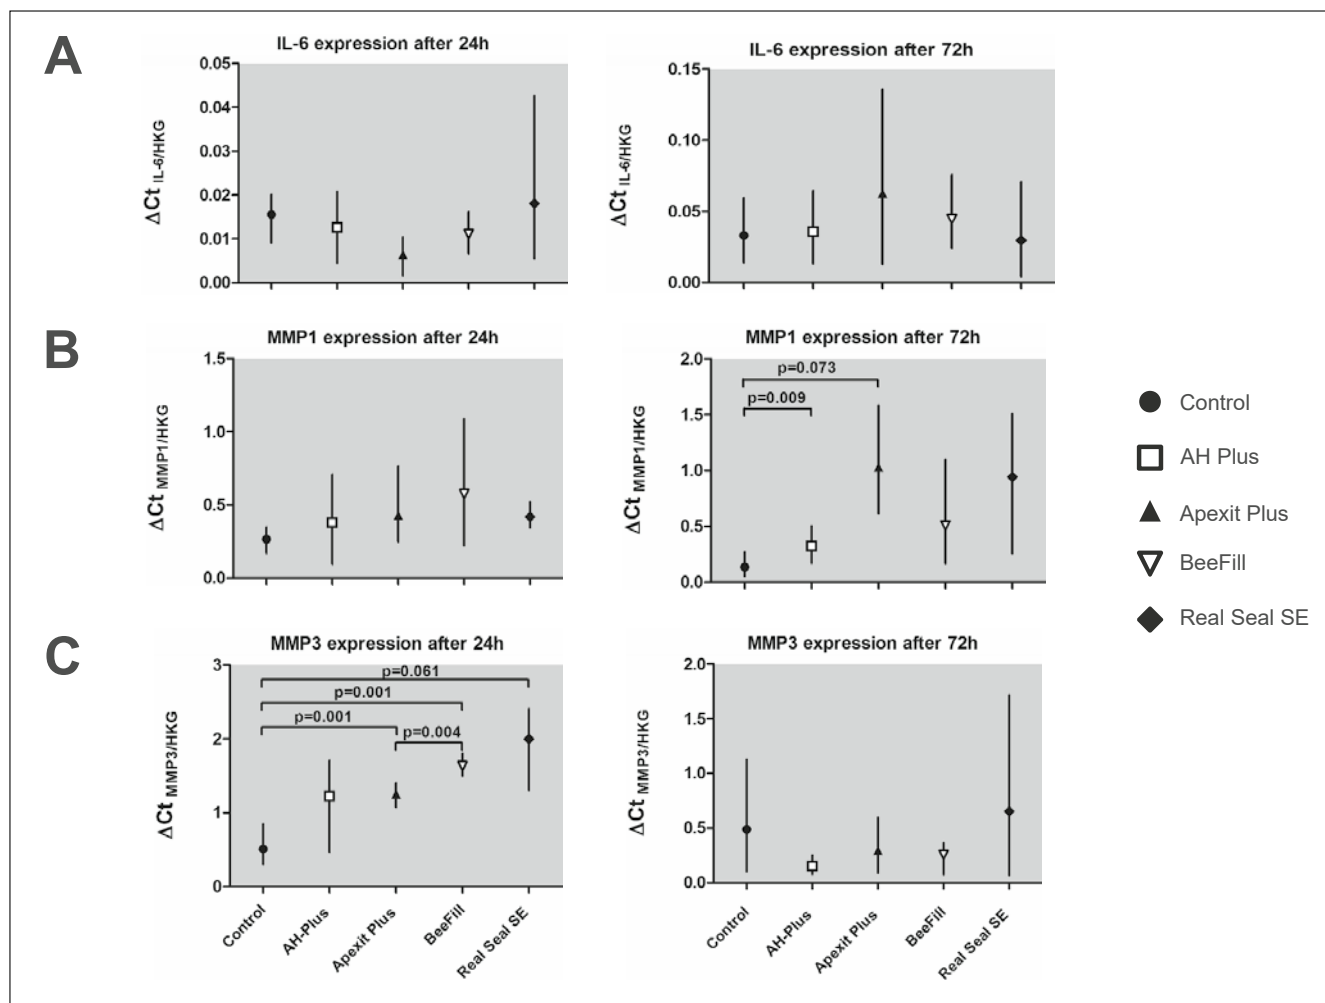 A
IL-6 expression after 24h
0.05
0.04
0.03
0.02
0.01
0.00
ΔCt IL-6/HKG
IL-6 expression after 72h
0.15
0.10
0.05
0.00
ΔCt IL-6/HKG
B
MMP1 expression after 24h
1.5
1.0
0.5
0.0
ΔCt MMP1/HKG
MMP1 expression after 72h
2.0
1.5
1.0
0.5
0.0
ΔCt MMP1/HKG
p=0.073
p=0.009
Control
AH Plus
Apexit Plus
BeeFill
Real Seal SE
C
MMP3 expression after 24h
3
2
1
0
ΔCt MMP3/HKG
p=0.061
p=0.001
p=0.001
p=0.004
Control
AH-Plus
Apexit Plus
BeeFill
Real Seal SE
MMP3 expression after 72h
2.0
1.5
1.0
0.5
0.0
ΔCt MMP3/HKG
Control
AH-Plus
Apexit Plus
BeeFill
Real Seal SE